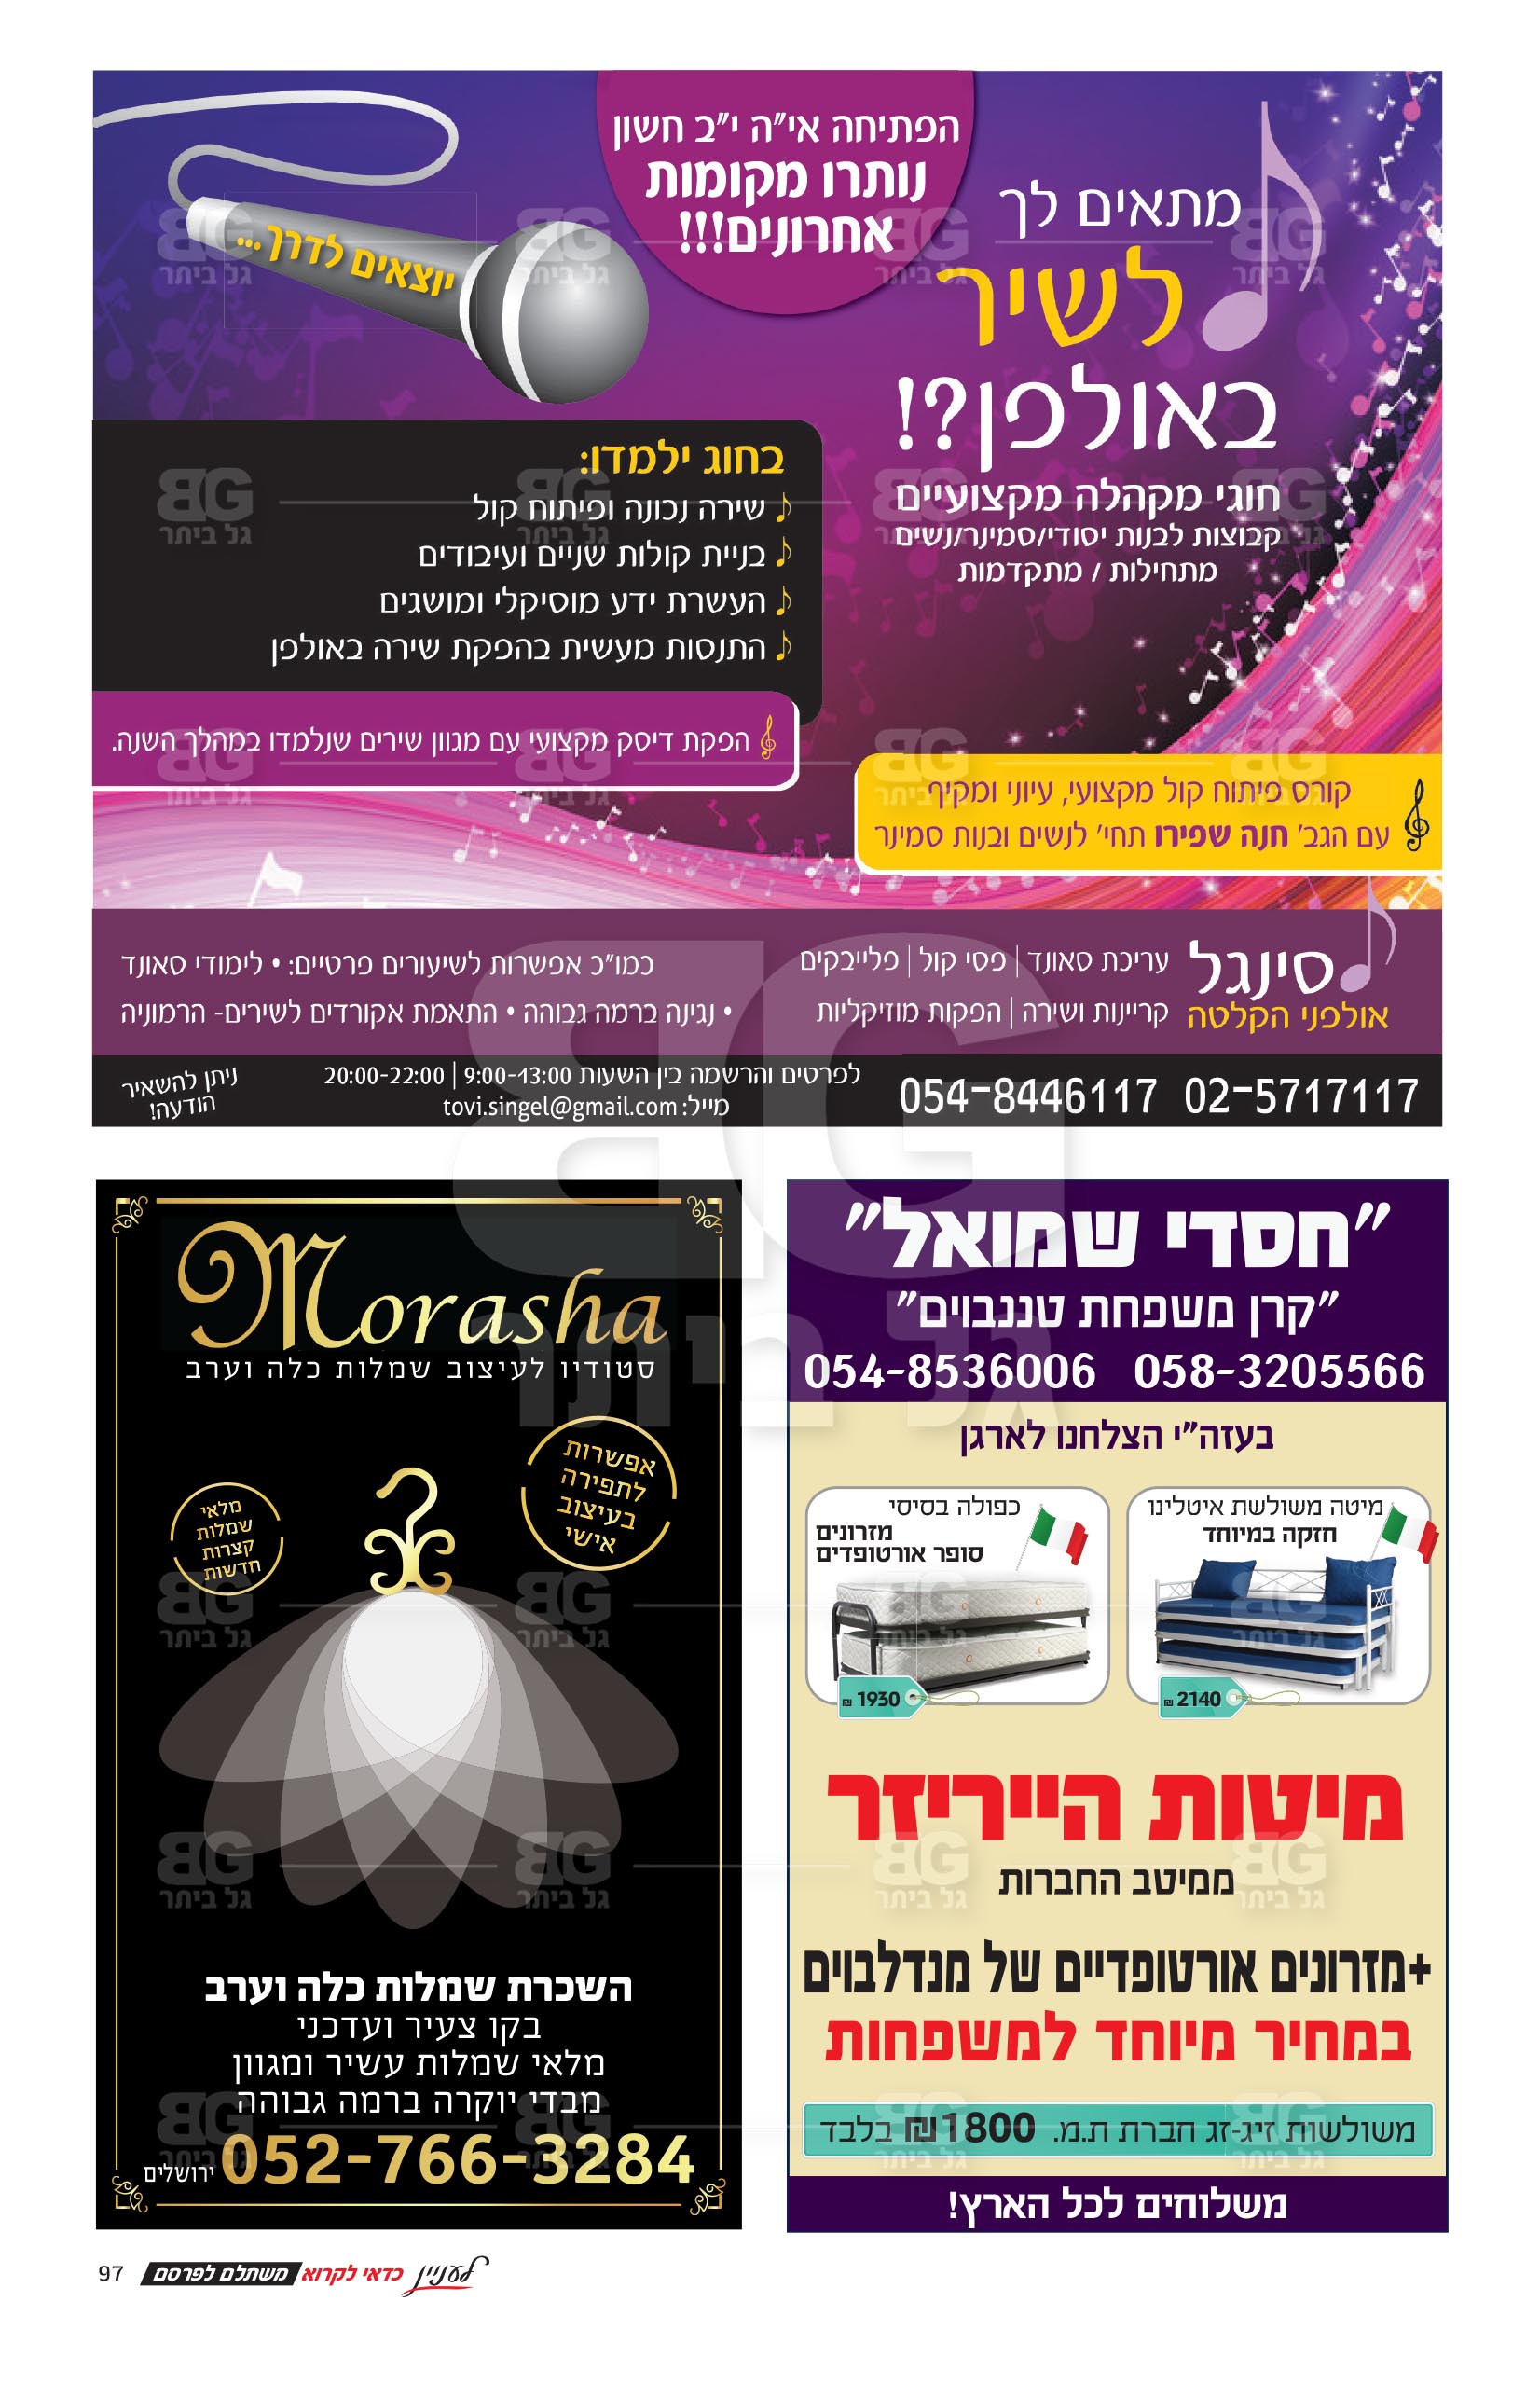 הפתיחה אי"ה י"ב חשון
נותרו מקומות
אחרונים!!!
יוצאים לדרך...
מתאים לך
לשיר
באולפן?!
חוגי מקהלה מקצועיים
קבוצות לבנות יסודי/סמינר/נשים
מתחילות / מתקדמות
בחוג ילמדו:
שירה נכונה ופיתוח קול
בניית קולות שניים ועיבודים
העשרת ידע מוסיקלי ומושגים
התנסות מעשית בהפקת שירה באולפן
הפקת דיסק מקצועי עם מגוון שירים שנלמדו במהלך השנה.
קורס פיתוח קול מקצועי, עיוני ומקיף
עם הגב' חנה שפירו תחי' לנשים ובנות סמינר
סינגל
אולפני הקלטה
עריכת סאונד | פסי קול | פלייבקים
קריינות ושירה | הפקות מוזיקליות
כמו"כ אפשרות לשיעורים פרטיים: • לימודי סאונד
• נגינה ברמה גבוהה • התאמת אקורדים לשירים- הרמוניה
054-8446117 02-5717117
לפרטים והרשמה בין השעות 9:00-13:00 | 20:00-22:00
מייל: tovi.singel@gmail.com
ניתן להשאיר
הודעה!
"חסדי שמואל"
"קרן משפחת טננבוים"
054-8536006 058-3205566
בעזה"י הצלחנו לארגן
מיטה משולשת איטלינו
חזקה במיוחד
2140 ₪
כפולה בסיסי
מזרונים
סופר אורטופדים
1930 ₪
מיטות הייריזר
ממיטב החברות
+מזרונים אורטופדיים של מנדלבוים
במחיר מיוחד למשפחות
משולשות זיג-זג חברת ת.מ. 1800 ₪ בלבד
משלוחים לכל הארץ!
Morasha
סטודיו לעיצוב שמלות כלה וערב
אפשרות
לתפירה
בעיצוב
אישי
מלאי
שמלות
קצרות
חדשות
השכרת שמלות כלה וערב
בקו צעיר ועדכני
מלאי שמלות עשיר ומגוון
מבדי יוקרה ברמה גבוהה
052-766-3284 ירושלים
לעניין כדאי לקרוא משתלם לפרסם 97
BG
גל ביתר